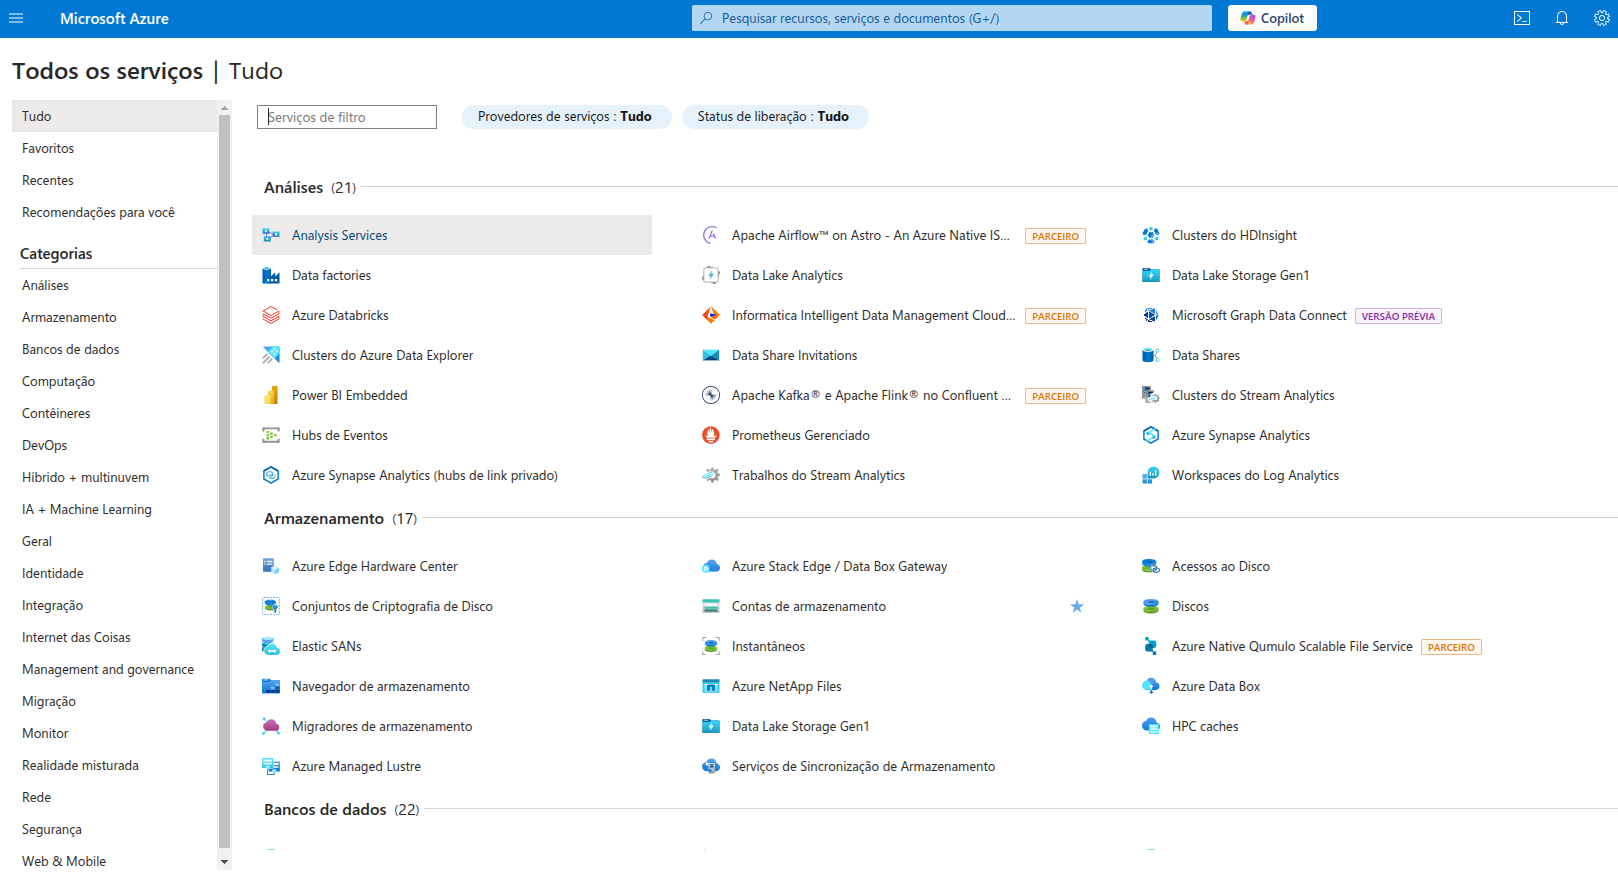 Microsoft Azure
Pesquisar recursos, serviços e documentos (G+/)
Copilot
Todos os serviços | Tudo
Tudo
Favoritos
Recentes
Recomendações para você
Categorias
Análises
Armazenamento
Bancos de dados
Computação
Contêineres
DevOps
Híbrido + multinuvem
IA + Machine Learning
Geral
Identidade
Integração
Internet das Coisas
Management and governance
Migração
Monitor
Realidade misturada
Rede
Segurança
Web & Mobile
Serviços de filtro
Provedores de serviços : Tudo
Status de liberação : Tudo
Análises (21)
Analysis Services
Apache Airflow™ on Astro - An Azure Native IS... PARCEIRO
Clusters do HDInsight
Data factories
Data Lake Analytics
Data Lake Storage Gen1
Azure Databricks
Informatica Intelligent Data Management Cloud... PARCEIRO
Microsoft Graph Data Connect VERSÃO PRÉVIA
Clusters do Azure Data Explorer
Data Share Invitations
Data Shares
Power BI Embedded
Apache Kafka® e Apache Flink® no Confluent ... PARCEIRO
Clusters do Stream Analytics
Hubs de Eventos
Prometheus Gerenciado
Azure Synapse Analytics
Azure Synapse Analytics (hubs de link privado)
Trabalhos do Stream Analytics
Workspaces do Log Analytics
Armazenamento (17)
Azure Edge Hardware Center
Azure Stack Edge / Data Box Gateway
Acessos ao Disco
Conjuntos de Criptografia de Disco
Contas de armazenamento
Discos
Elastic SANs
Instantâneos
Azure Native Qumulo Scalable File Service PARCEIRO
Navegador de armazenamento
Azure NetApp Files
Azure Data Box
Migradores de armazenamento
Data Lake Storage Gen1
HPC caches
Azure Managed Lustre
Serviços de Sincronização de Armazenamento
Bancos de dados (22)